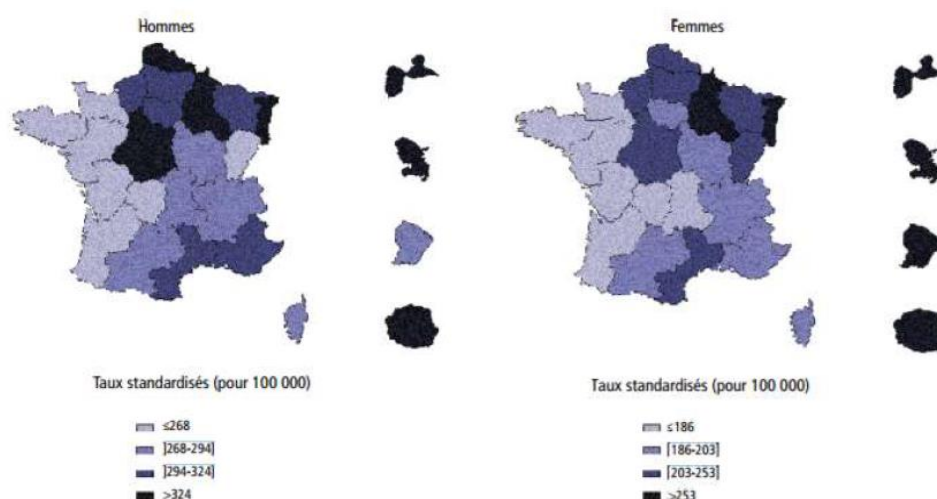 Hommes
Femmes
Taux standardisés (pour 100 000)
≤268
]268-294]
]294-324]
>324
Taux standardisés (pour 100 000)
≤186
[186-203]
[203-253]
>253